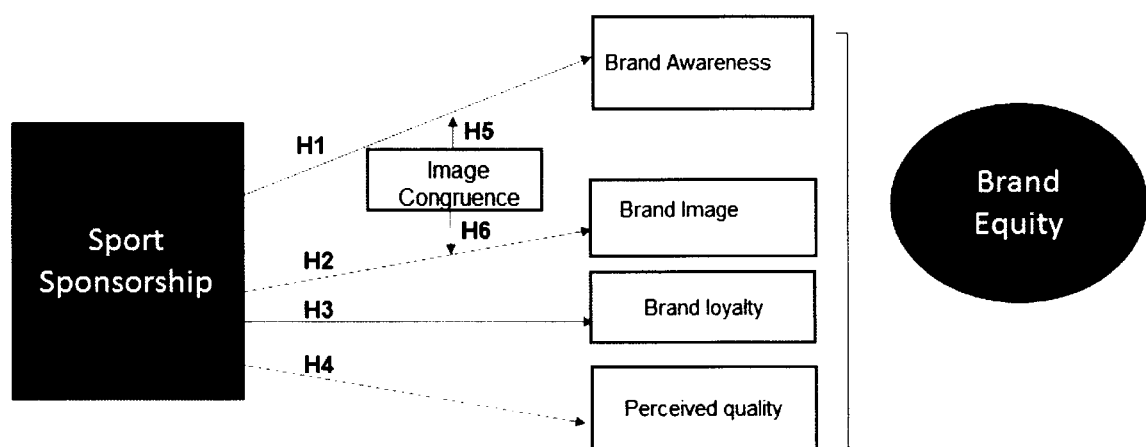 Brand Awareness
H1
H5
Image
Congruence
Brand
Equity
Sport
Sponsorship
Brand Image
H6
H2
H3
Brand loyalty
H4
Perceived quality